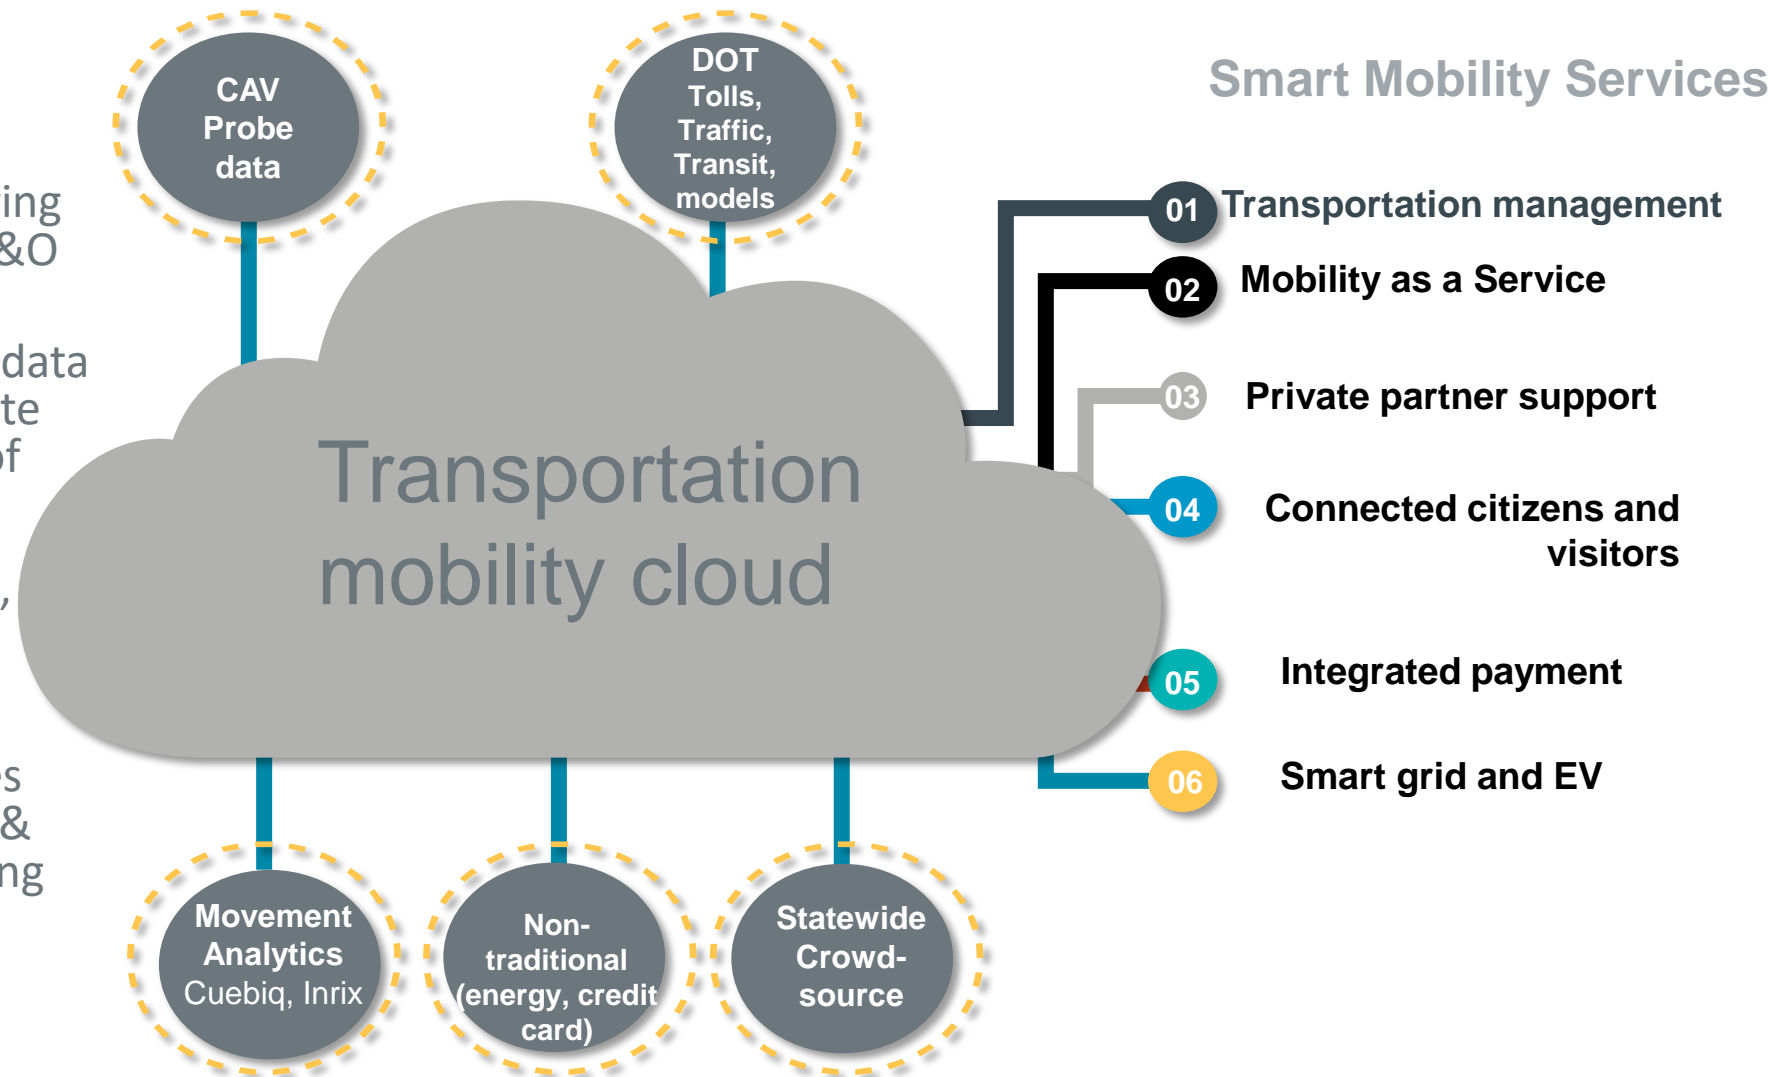 CAV
Probe
data
DOT
Tolls,
Traffic,
Transit,
models
Smart Mobility Services
&O
data
of
,
&
Transportation
mobility cloud
01 Transportation management
02 Mobility as a Service
03 Private partner support
04 Connected citizens and
visitors
05 Integrated payment
06 Smart grid and EV
Movement
Analytics
Cuebiq, Inrix
Non-
traditional
(energy, credit
card)
Statewide
Crowd-
source